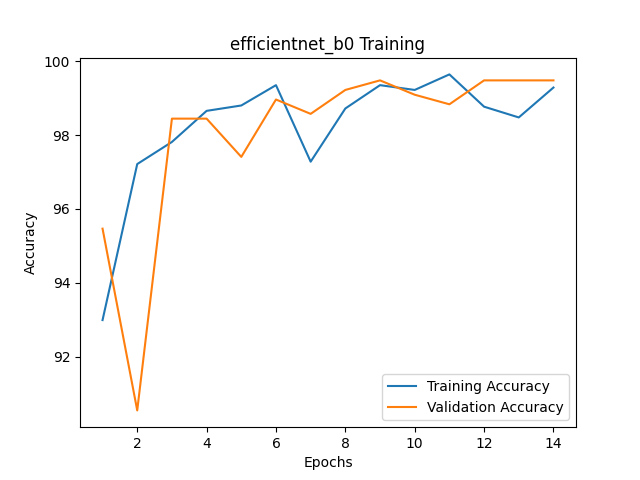 efficientnet_b0 Training
100
98
96
94
92
Accuracy
2 4 6 8 10 12 14
Epochs
Training Accuracy
Validation Accuracy